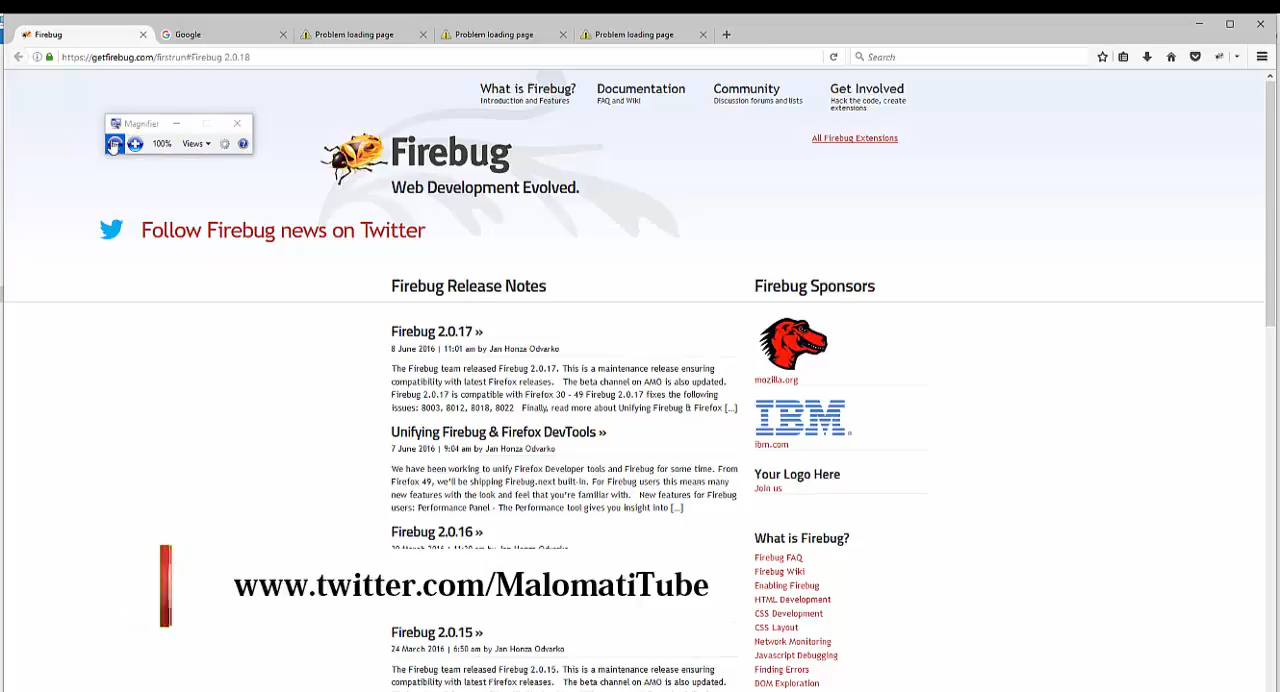 Firebug
Google
Problem loading page
Problem loading page
Problem loading page
https://getfirebug.com/firstrun#Firebug 2.0.18
Search
What is Firebug?
Introduction and Features
Documentation
FAQ and Wiki
Community
Discussion forums and lists
Get Involved
Hack the code, create
extensions
All Firebug Extensions
Magnifier
100%
Views
Firebug
Web Development Evolved.
Follow Firebug news on Twitter
Firebug Release Notes
Firebug 2.0.17 »
8 June 2016 | 11:01 am by Jan Honza Odvarko
The Firebug team released Firebug 2.0.17. This is a maintenance release ensuring
compatibility with latest Firefox releases. The beta channel on AMO is also updated.
Firebug 2.0.17 is compatible with Firefox 30 - 49 Firebug 2.0.17 fixes the following
issues: 8003, 8012, 8018, 8022 Finally, read more about Unifying Firebug & Firefox [...]
Unifying Firebug & Firefox DevTools »
7 June 2016 | 9:04 am by Jan Honza Odvarko
We have been working to unify Firefox Developer tools and Firebug for some time. From
Firefox 49, we'll be shipping Firebug.next built-in. For Firebug users this means many
new features with the look and feel that you're familiar with. New features for Firebug
users: Performance Panel - The Performance tool gives you insight into [...]
Firebug 2.0.16 »
www.twitter.com/MalomatiTube
Firebug 2.0.15 »
24 March 2016 | 6:50 am by Jan Honza Odvarko
The Firebug team released Firebug 2.0.15. This is a maintenance release ensuring
compatibility with latest Firefox releases. The beta channel on AMO is also updated.
Firebug Sponsors
mozilla.org
IBM
ibm.com
Your Logo Here
Join us
What is Firebug?
Firebug FAQ
Firebug Wiki
Enabling Firebug
HTML Development
CSS Development
CSS Layout
Network Monitoring
Javascript Debugging
Finding Errors
DOM Exploration